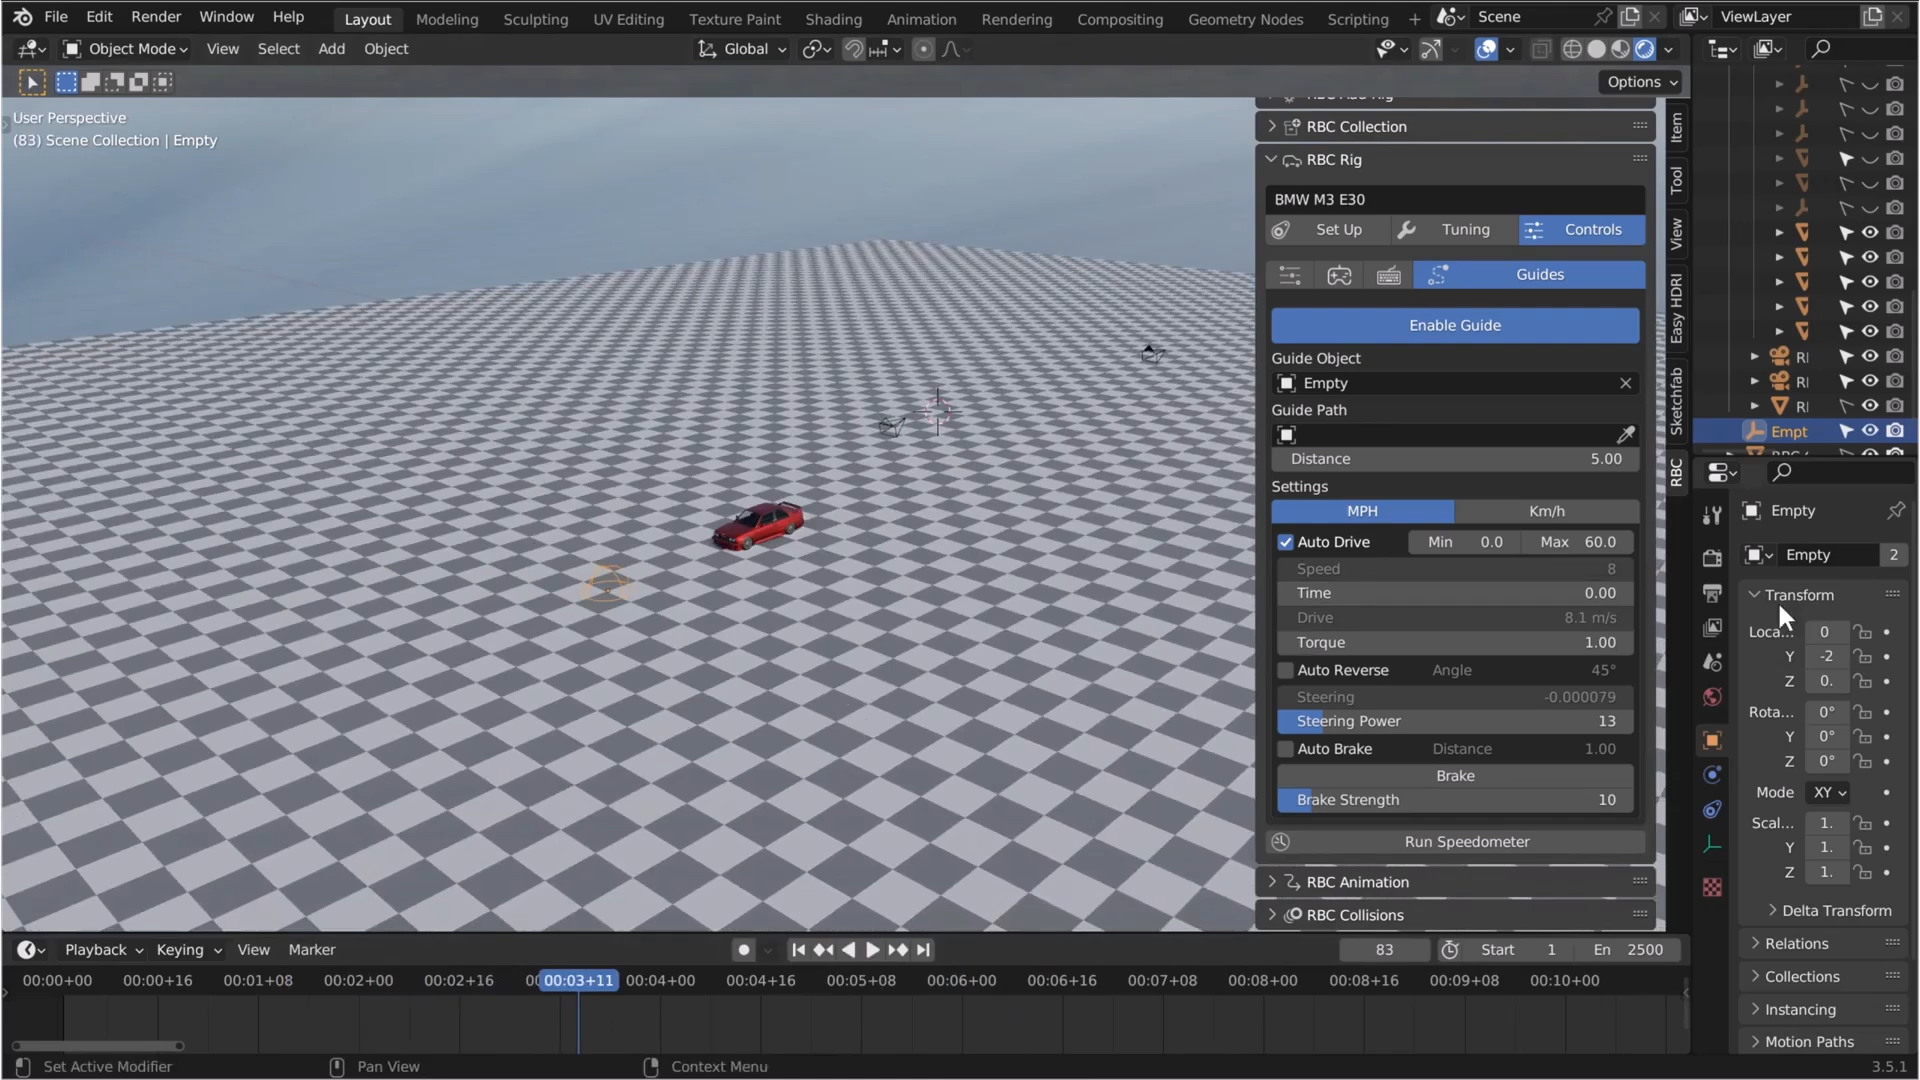 File Edit Render Window Help Layout Modeling Sculpting UV Editing Texture Paint Shading Animation Rendering Compositing Geometry Nodes Scripting + Scene ViewLayer
Object Mode View Select Add Object Global
Options
User Perspective
(83) Scene Collection | Empty
RBC Collection
RBC Rig
BMW M3 E30
Set Up Tuning Controls
Guides
Enable Guide
Guide Object
Empty
Guide Path
Distance 5.00
Settings
MPH Km/h
Auto Drive Min 0.0 Max 60.0
Speed 8
Time 0.00
Drive 8.1 m/s
Torque 1.00
Auto Reverse Angle 45°
Steering -0.000079
Steering Power 13
Auto Brake Distance 1.00
Brake
Brake Strength 10
Run Speedometer
RBC Animation
RBC Collisions
Item
Tool
View
Easy HDRI
Sketchfab
RBC
Empt
Empty
Empty 2
Transform
Loca... 0
Y -2
Z 0.
Rota... 0°
Y 0°
Z 0°
Mode XY
Scal... 1.
Y 1.
Z 1.
Delta Transform
Relations
Collections
Instancing
Motion Paths
Playback Keying View Marker 83 Start 1 En 2500
00:00+00 00:00+16 00:01+08 00:02+00 00:02+16 00:03+11 00:04+00 00:04+16 00:05+08 00:06+00 00:06+16 00:07+08 00:08+00 00:08+16 00:09+08 00:10+00
Set Active Modifier Pan View Context Menu 3.5.1